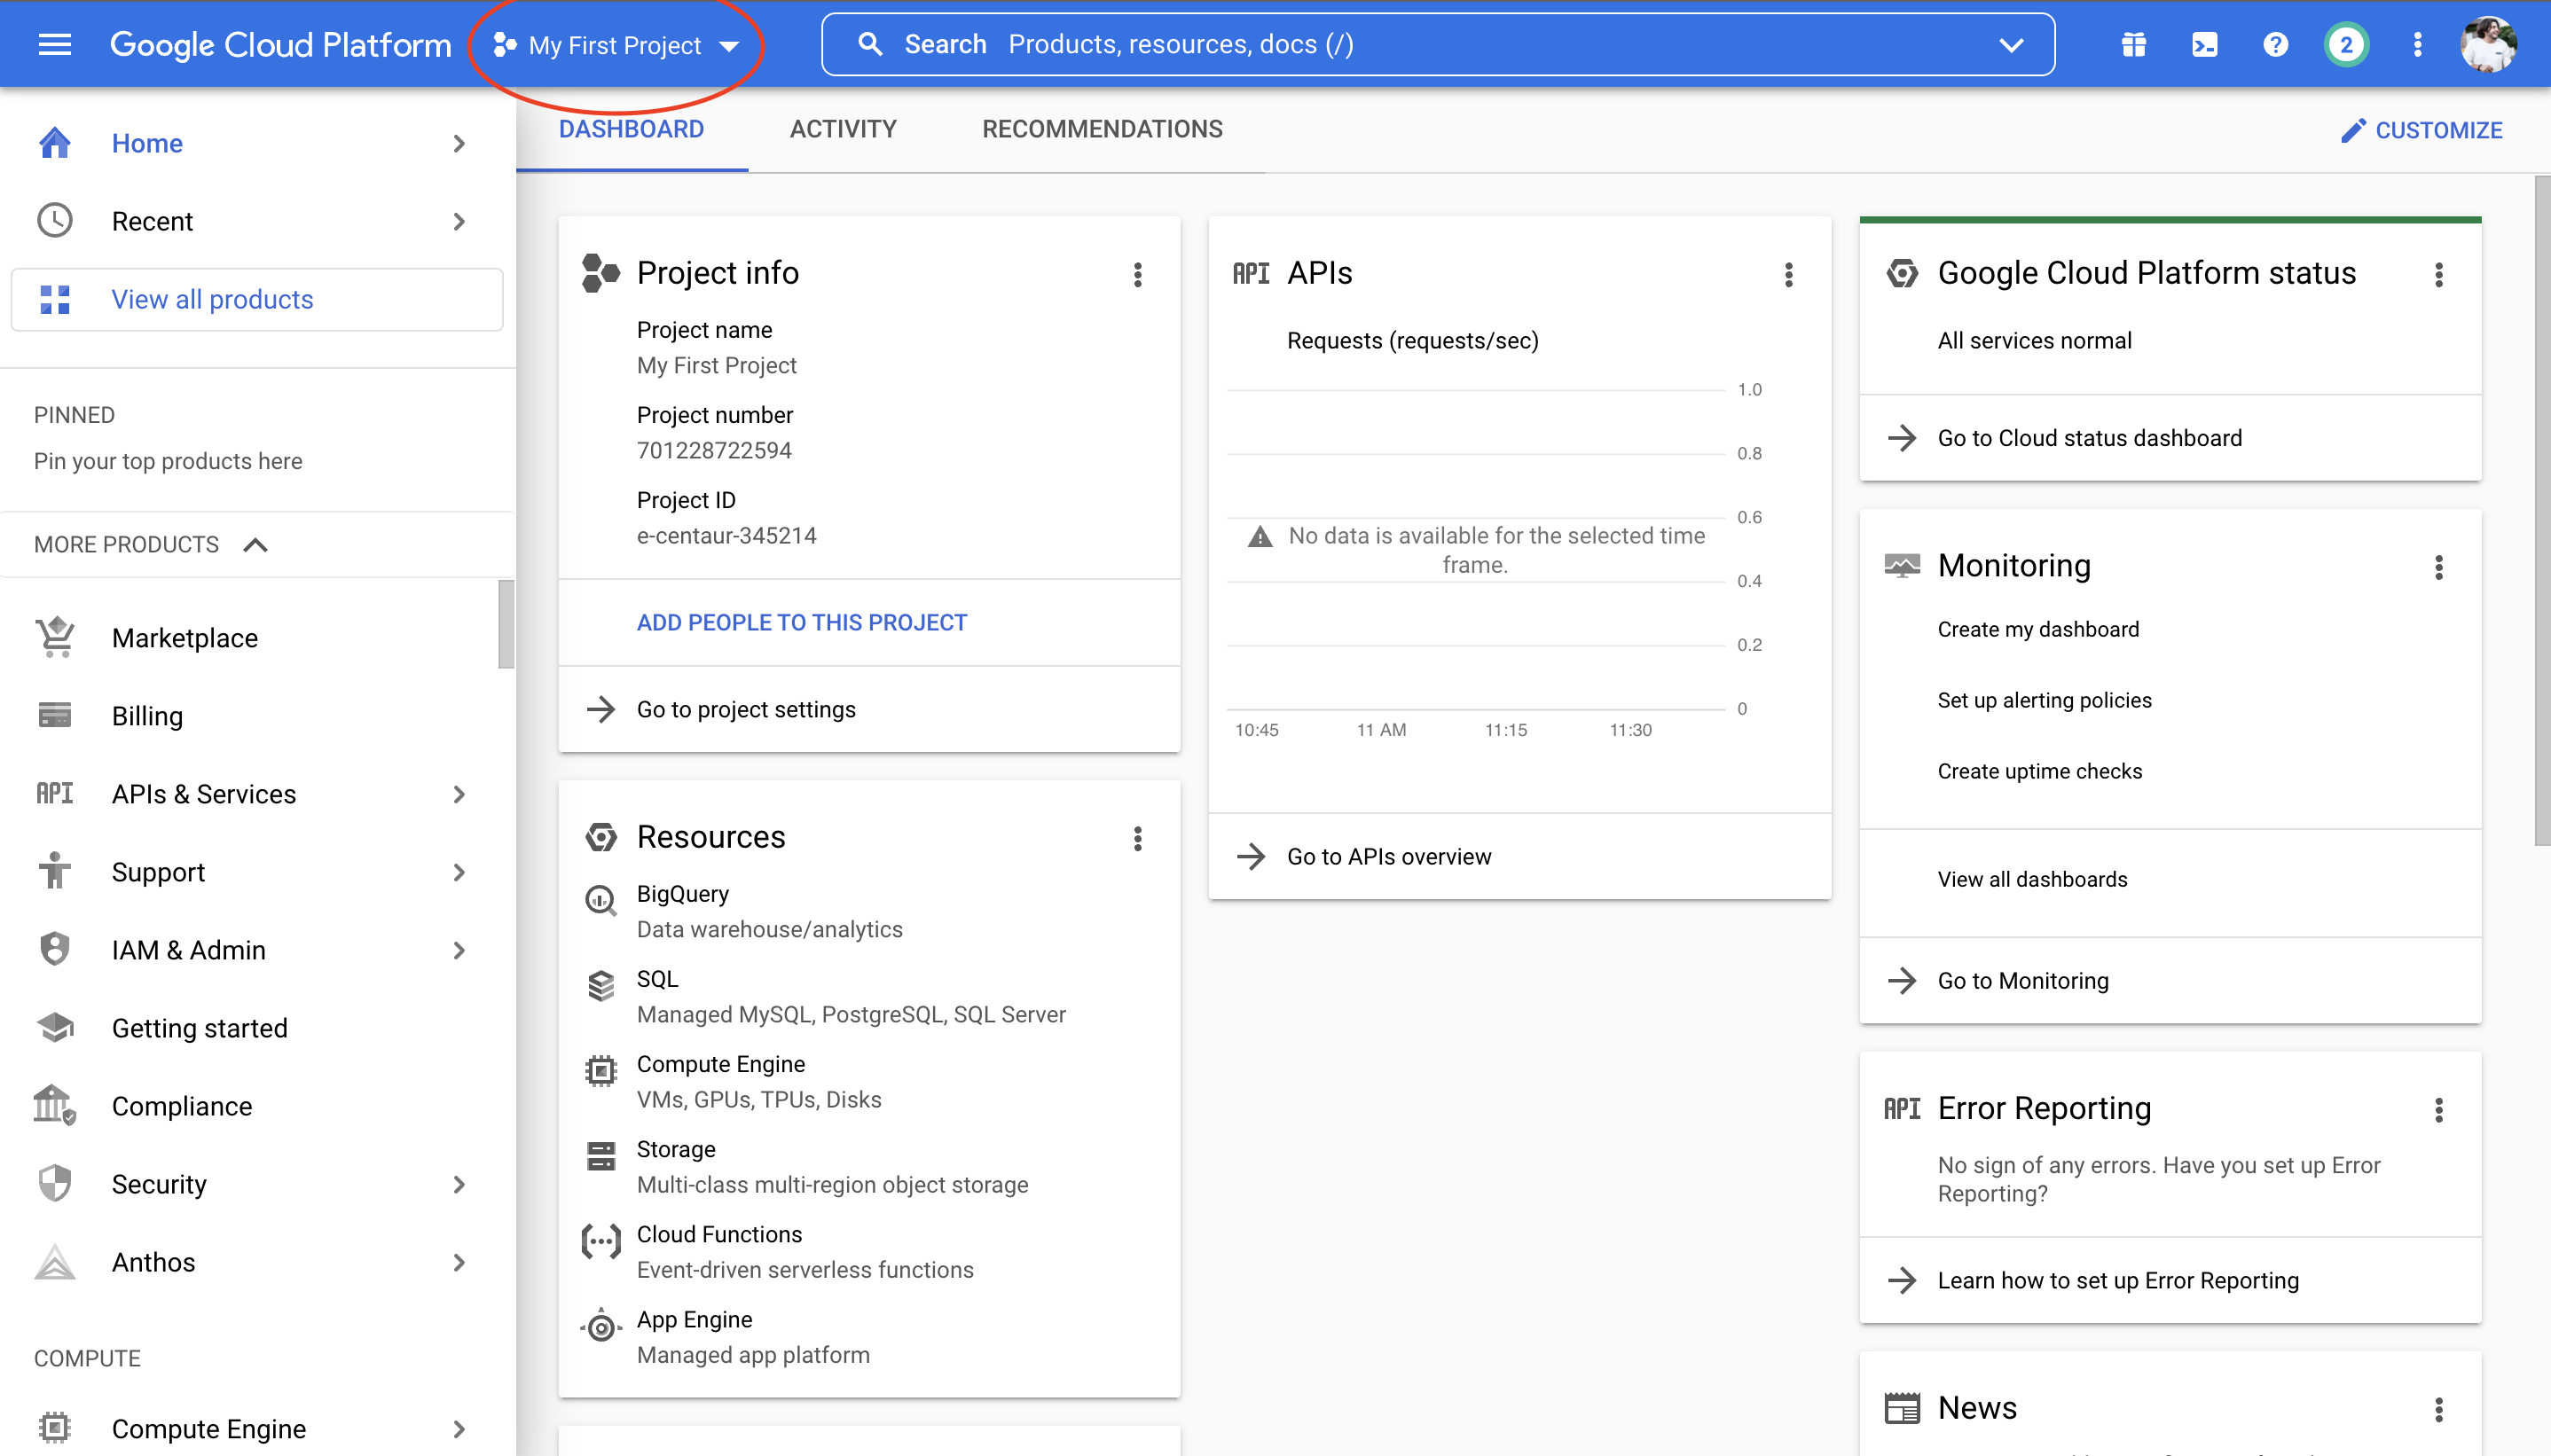 Google Cloud Platform
My First Project
Search Products, resources, docs (/)
2
Home
Recent
View all products
PINNED
Pin your top products here
MORE PRODUCTS
Marketplace
Billing
API APIs & Services
Support
IAM & Admin
Getting started
Compliance
Security
Anthos
COMPUTE
Compute Engine
DASHBOARD
ACTIVITY
RECOMMENDATIONS
CUSTOMIZE
Project info
Project name
My First Project
Project number
701228722594
Project ID
e-centaur-345214
ADD PEOPLE TO THIS PROJECT
Go to project settings
Resources
BigQuery
Data warehouse/analytics
SQL
Managed MySQL, PostgreSQL, SQL Server
Compute Engine
VMs, GPUs, TPUs, Disks
Storage
Multi-class multi-region object storage
Cloud Functions
Event-driven serverless functions
App Engine
Managed app platform
API APIs
Requests (requests/sec)
1.0
0.8
0.6
No data is available for the selected time
frame.
0.4
0.2
0
10:45 11 AM 11:15 11:30
Go to APIs overview
Google Cloud Platform status
All services normal
Go to Cloud status dashboard
Monitoring
Create my dashboard
Set up alerting policies
Create uptime checks
View all dashboards
Go to Monitoring
API Error Reporting
No sign of any errors. Have you set up Error
Reporting?
Learn how to set up Error Reporting
News